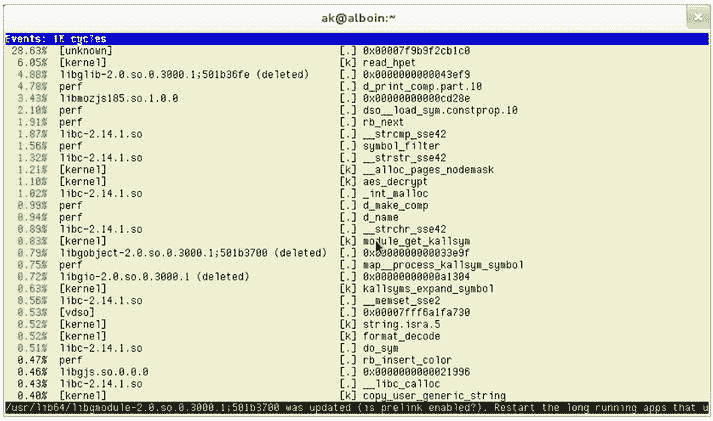 ak@alboin:~
Events: 1K cycles
28.63% [unknown] [.] 0x00007f9b9f2cb1c0
6.05% [kernel] [k] read_hpet
4.88% libglib-2.0.so.0.3000.1;501b36fe (deleted) [.] 0x0000000000043ef9
4.78% perf [.] d_print_comp.part.10
3.43% libmozjs185.so.1.0.0 [.] 0x00000000000cd28e
2.10% perf [.] dso__load_sym.constprop.10
1.91% perf [.] rb_next
1.87% libc-2.14.1.so [.] __strcmp_sse42
1.56% perf [.] symbol_filter
1.32% libc-2.14.1.so [.] __strstr_sse42
1.21% [kernel] [k] __alloc_pages_nodemask
1.10% [kernel] [k] aes_decrypt
1.02% libc-2.14.1.so [.] _int_malloc
0.99% perf [.] d_make_comp
0.94% perf [.] d_name
0.89% libc-2.14.1.so [.] __strchr_sse42
0.83% [kernel] [k] module_get_kallsym
0.79% libgobject-2.0.so.0.3000.1;501b3700 (deleted) [.] 0x0000000000033e9f
0.75% perf [.] map__process_kallsym_symbol
0.72% libgio-2.0.so.0.3000.1 (deleted) [.] 0x00000000000a1304
0.63% [kernel] [k] kallsyms_expand_symbol
0.56% libc-2.14.1.so [.] __memset_sse2
0.53% [vdso] [.] 0x00007fff6a1fa730
0.52% [kernel] [k] string.isra.5
0.52% [kernel] [k] format_decode
0.51% libc-2.14.1.so [.] do_sym
0.47% perf [.] rb_insert_color
0.46% libgjs.so.0.0.0 [.] 0x0000000000021996
0.43% libc-2.14.1.so [.] __libc_calloc
0.40% [kernel] [k] copy_user_generic_string
/usr/lib64/libgmodule-2.0.so.0.3000.1;501b3700 was updated (is prelink enabled?). Restart the long running apps that u